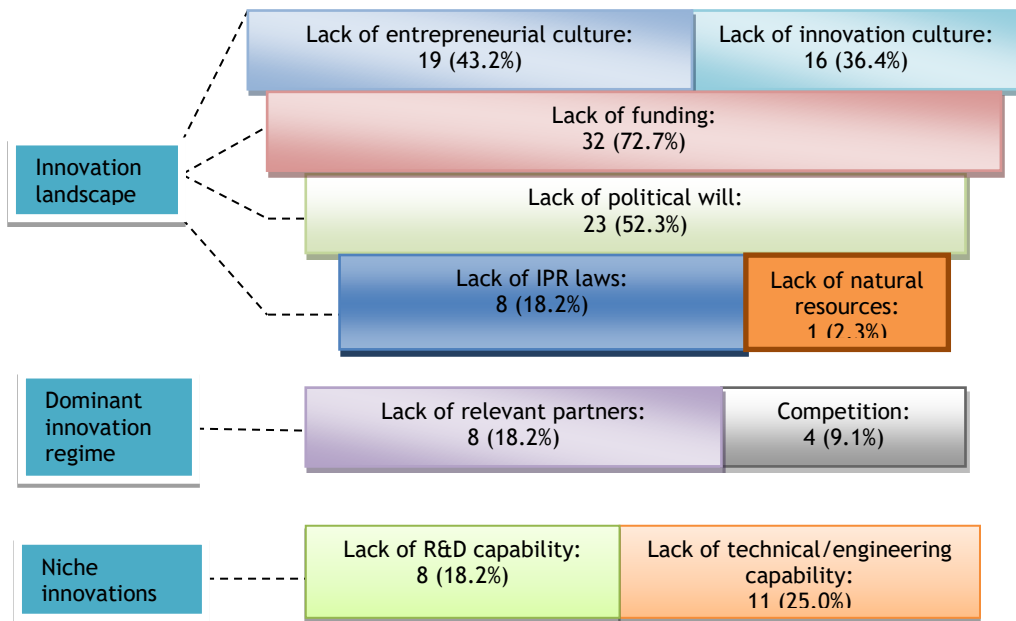 Lack of entrepreneurial culture:
19 (43.2%)
Lack of innovation culture:
16 (36.4%)
Lack of funding:
32 (72.7%)
Innovation
landscape
Lack of political will:
23 (52.3%)
Lack of IPR laws:
8 (18.2%)
Lack of natural
resources:
1 (2.3%)
Dominant
innovation
regime
Lack of relevant partners:
8 (18.2%)
Competition:
4 (9.1%)
Niche
innovations
Lack of R&D capability:
8 (18.2%)
Lack of technical/engineering
capability:
11 (25.0%)